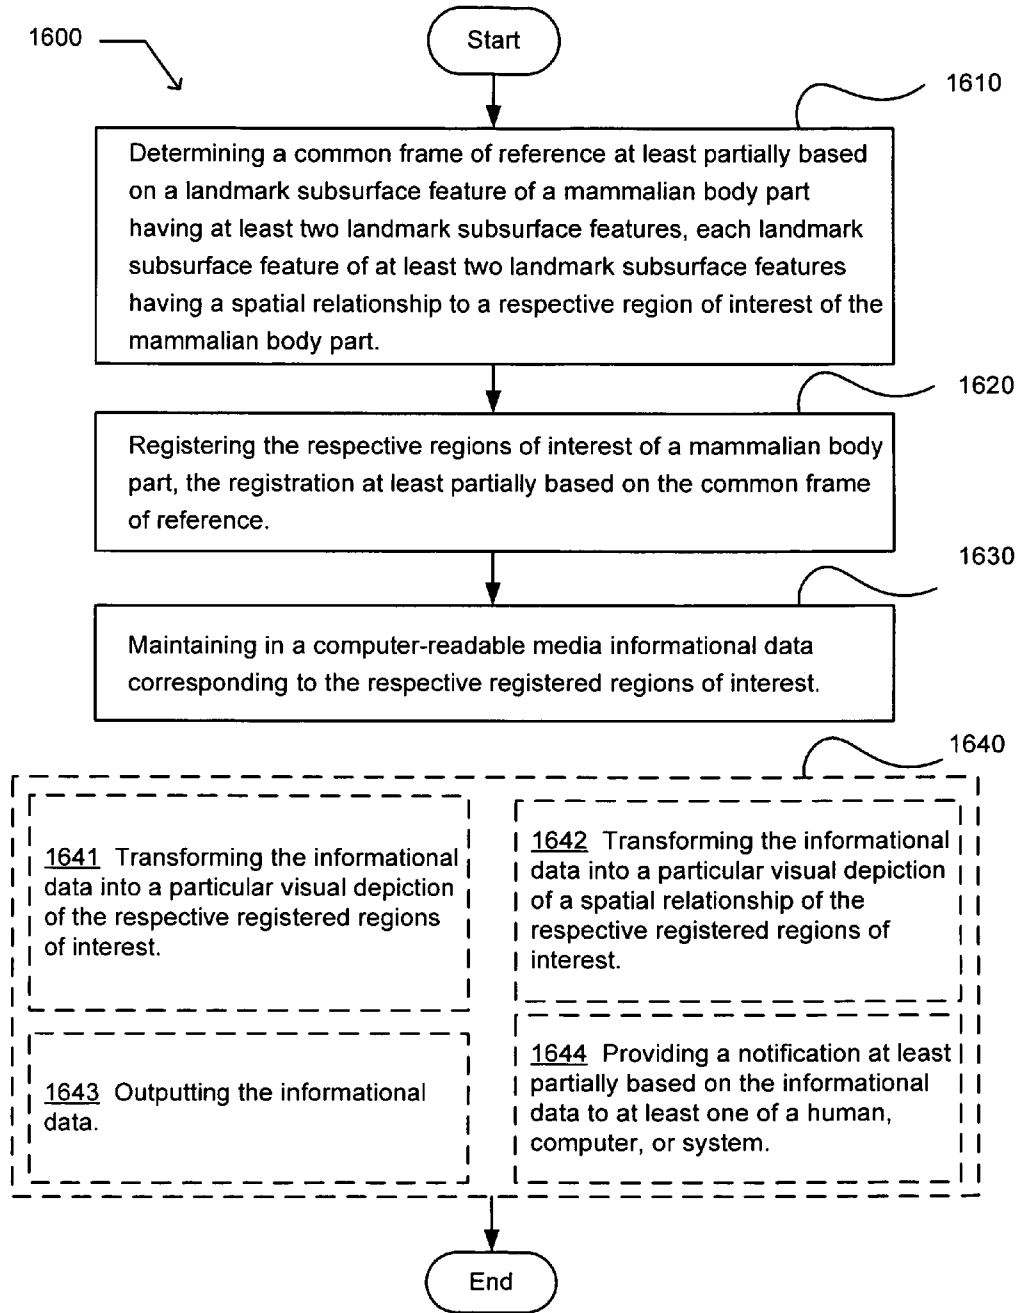 1600
Start
1610
Determining a common frame of reference at least partially based
on a landmark subsurface feature of a mammalian body part
having at least two landmark subsurface features, each landmark
subsurface feature of at least two landmark subsurface features
having a spatial relationship to a respective region of interest of the
mammalian body part.
1620
Registering the respective regions of interest of a mammalian body
part, the registration at least partially based on the common frame
of reference.
1630
Maintaining in a computer-readable media informational data
corresponding to the respective registered regions of interest.
1640
1641 Transforming the informational
data into a particular visual depiction
of the respective registered regions
of interest.
1642 Transforming the informational
data into a particular visual depiction
of a spatial relationship of the
respective registered regions of
interest.
1643 Outputting the informational
data.
1644 Providing a notification at least
partially based on the informational
data to at least one of a human,
computer, or system.
End